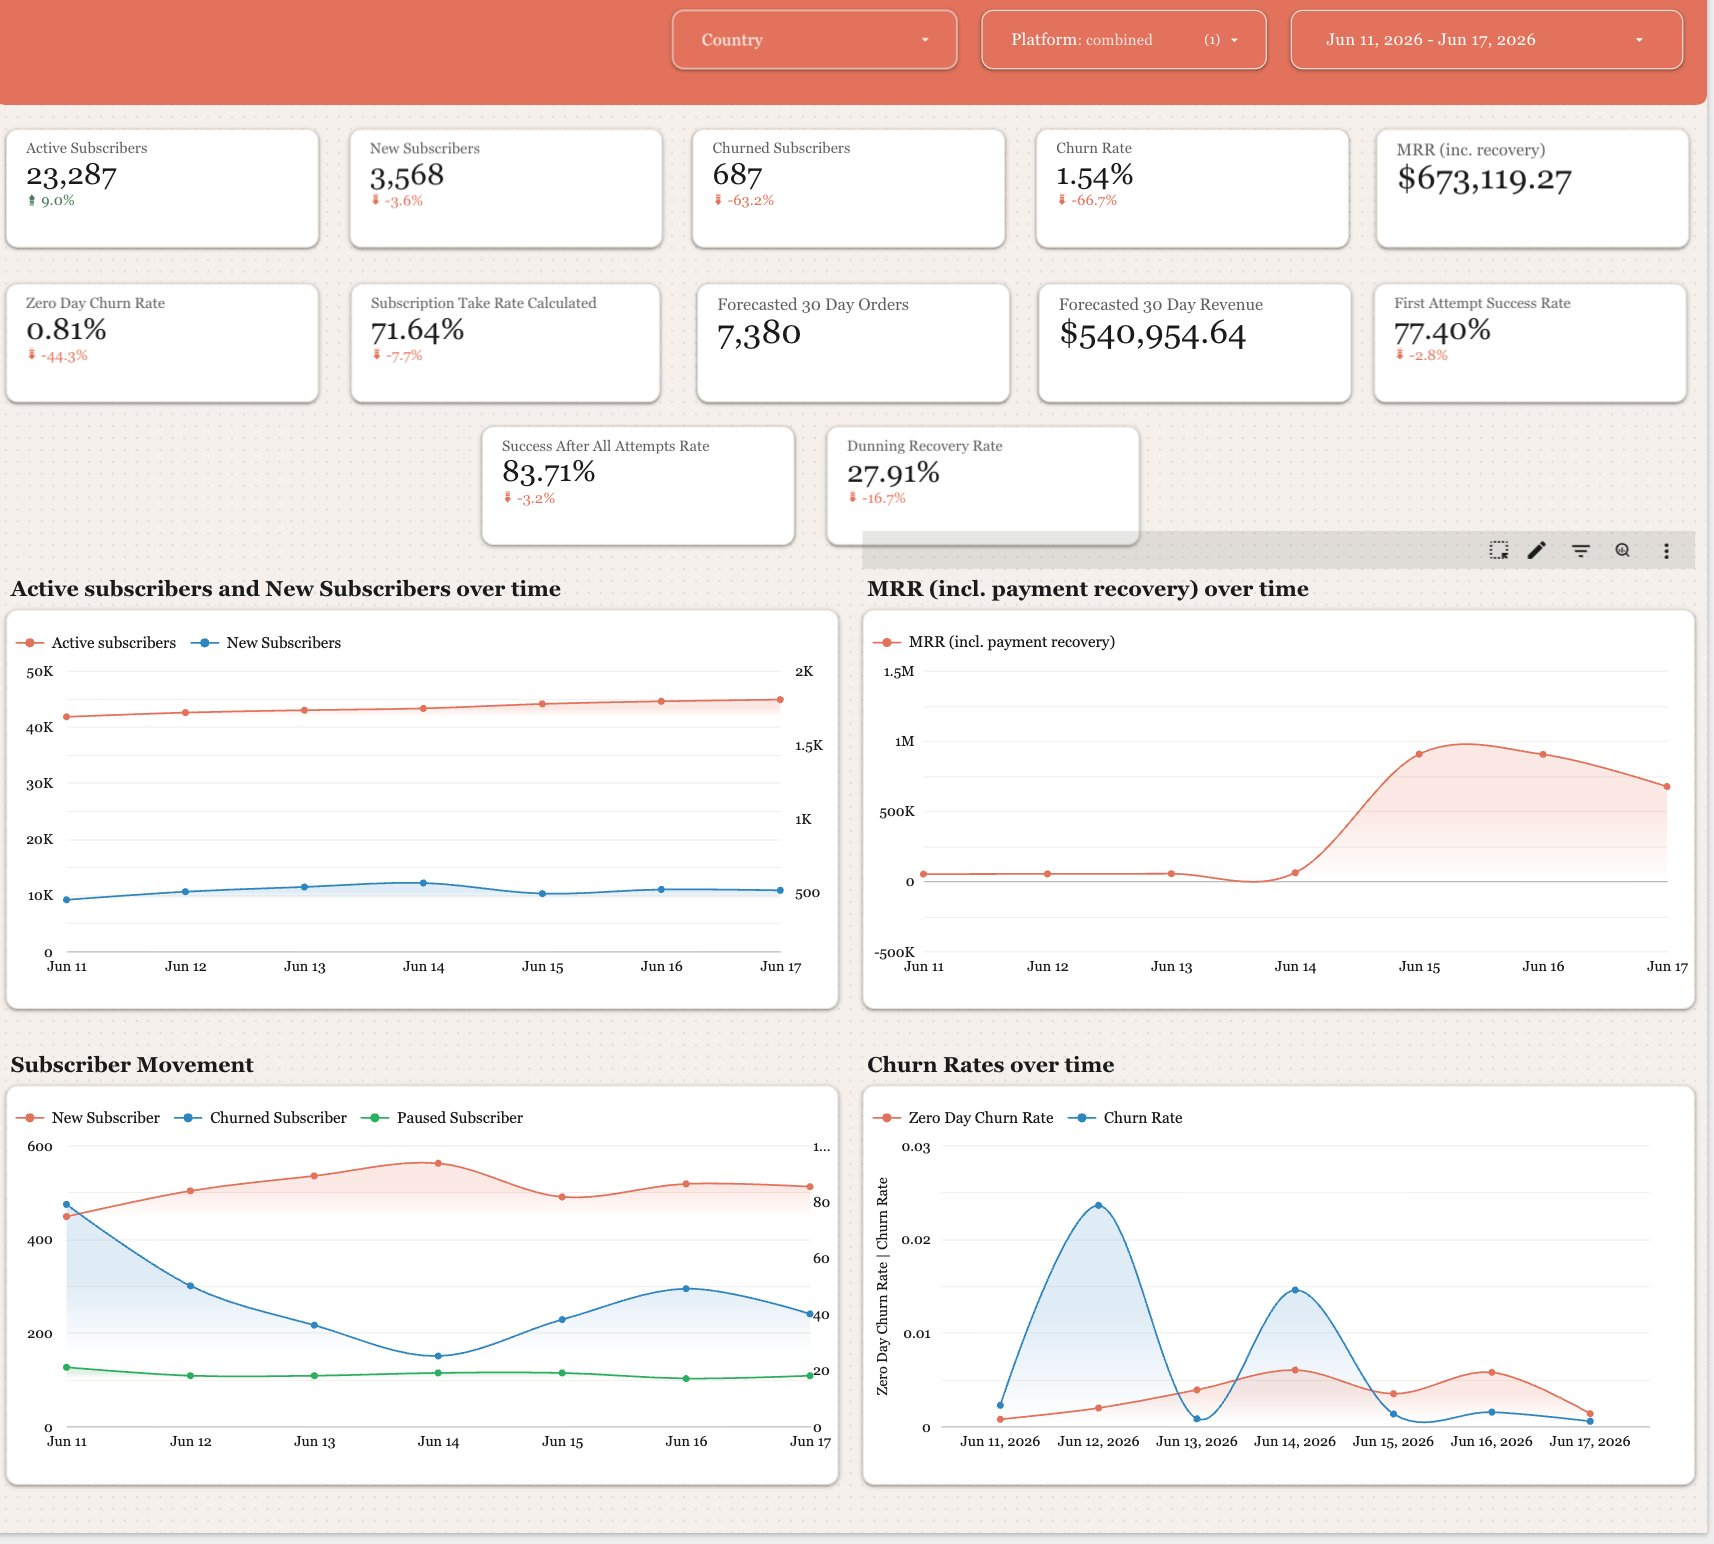 Country
Platform: combined (1)
Jun 11, 2026 - Jun 17, 2026
Active Subscribers
23,287
9.0%
New Subscribers
3,568
-3.6%
Churned Subscribers
687
-63.2%
Churn Rate
1.54%
-66.7%
MRR (inc. recovery)
$673,119.27
Zero Day Churn Rate
0.81%
-44.3%
Subscription Take Rate Calculated
71.64%
-7.7%
Forecasted 30 Day Orders
7,380
Forecasted 30 Day Revenue
$540,954.64
First Attempt Success Rate
77.40%
-2.8%
Success After All Attempts Rate
83.71%
-3.2%
Dunning Recovery Rate
27.91%
-16.7%
Active subscribers and New Subscribers over time
Active subscribers New Subscribers
50K
40K
30K
20K
10K
0
2K
1.5K
1K
500
Jun 11 Jun 12 Jun 13 Jun 14 Jun 15 Jun 16 Jun 17
MRR (incl. payment recovery) over time
MRR (incl. payment recovery)
1.5M
1M
500K
0
-500K
Jun 11 Jun 12 Jun 13 Jun 14 Jun 15 Jun 16 Jun 17
Subscriber Movement
New Subscriber Churned Subscriber Paused Subscriber
600
400
200
0
1...
80
60
40
20
0
Jun 11 Jun 12 Jun 13 Jun 14 Jun 15 Jun 16 Jun 17
Churn Rates over time
Zero Day Churn Rate Churn Rate
Zero Day Churn Rate | Churn Rate
0.03
0.02
0.01
0
Jun 11, 2026 Jun 12, 2026 Jun 13, 2026 Jun 14, 2026 Jun 15, 2026 Jun 16, 2026 Jun 17, 2026